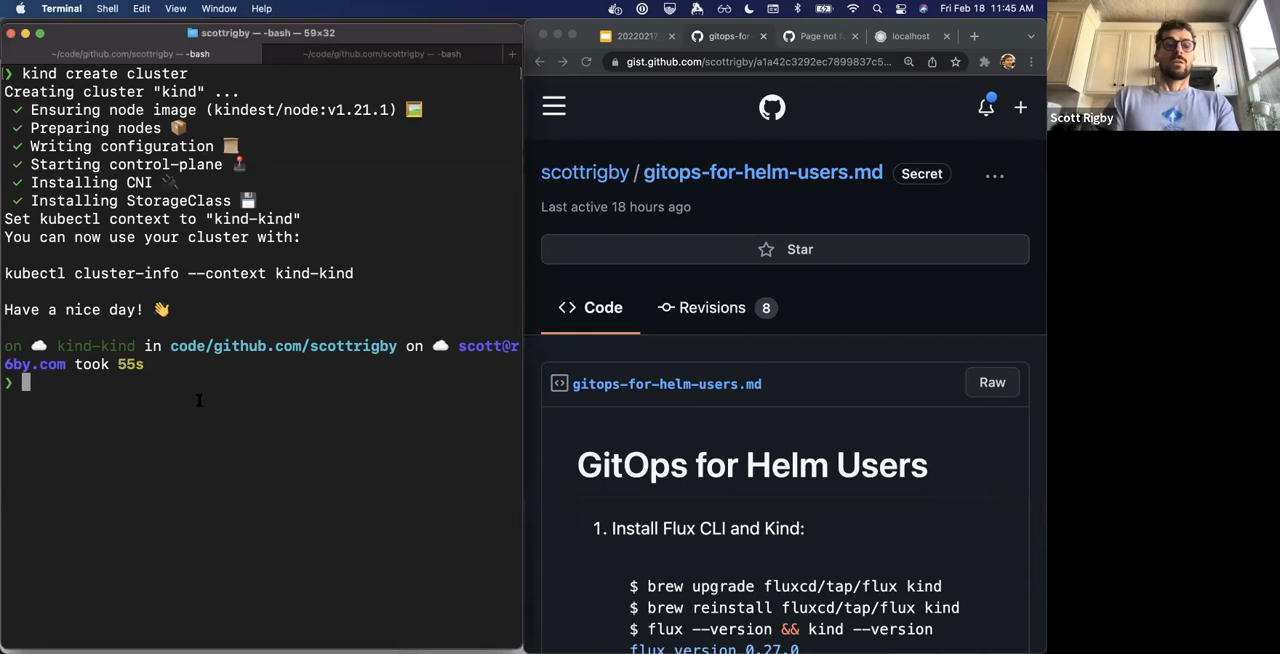 Terminal Shell Edit View Window Help Fri Feb 18 11:45 AM
scottrigby — -bash — 59×32
~/code/github.com/scottrigby — -bash
~/code/github.com/scottrigby — -bash
❯ kind create cluster
Creating cluster "kind" ...
✓ Ensuring node image (kindest/node:v1.21.1) 🖼
✓ Preparing nodes 📦
✓ Writing configuration 📜
✓ Starting control-plane 🕹
✓ Installing CNI 🔌
✓ Installing StorageClass 💾
Set kubectl context to "kind-kind"
You can now use your cluster with:
kubectl cluster-info --context kind-kind
Have a nice day! 👋
on ☁️ kind-kind in code/github.com/scottrigby on ☁️ scott@r
6by.com took 55s
❯
20220217
gitops-for-
Page not f
localhost
gist.github.com/scottrigby/a1a42c3292ec7899837c5...
scottrigby / gitops-for-helm-users.md Secret
Last active 18 hours ago
Star
Code Revisions 8
gitops-for-helm-users.md Raw
GitOps for Helm Users
1. Install Flux CLI and Kind:
$ brew upgrade fluxcd/tap/flux kind
$ brew reinstall fluxcd/tap/flux kind
$ flux --version && kind --version
flux version 0.27.0
Scott Rigby